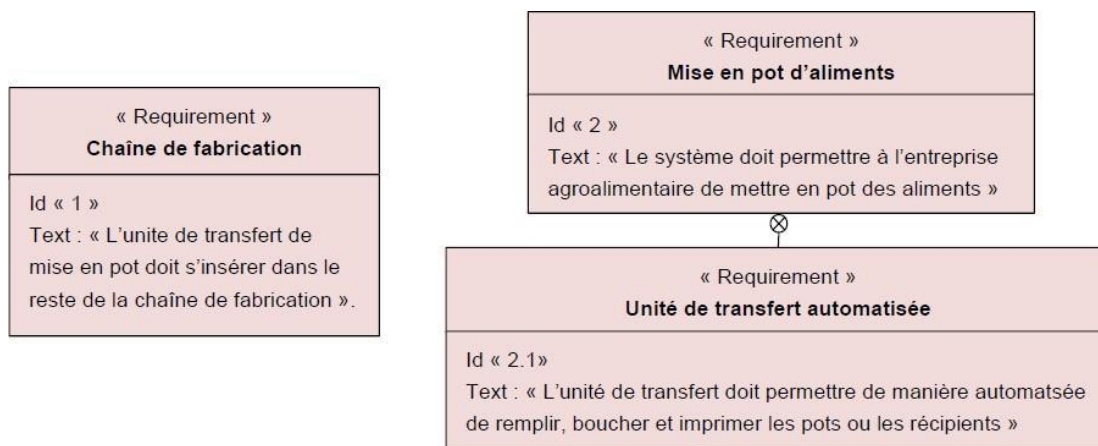 « Requirement »
Chaîne de fabrication
Id « 1 »
Text : « L'unite de transfert de
mise en pot doit s'insérer dans le
reste de la chaîne de fabrication ».
« Requirement »
Mise en pot d'aliments
Id « 2 »
Text : « Le système doit permettre à l'entreprise
agroalimentaire de mettre en pot des aliments »
« Requirement »
Unité de transfert automatisée
Id « 2.1»
Text : « L'unité de transfert doit permettre de manière automatsée
de remplir, boucher et imprimer les pots ou les récipients »